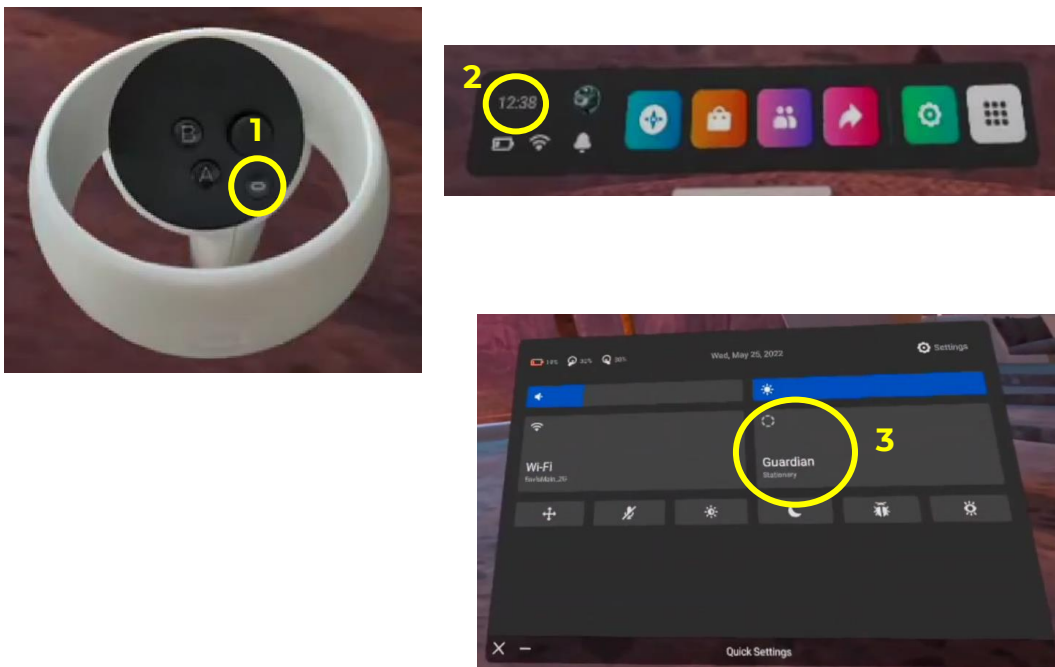 1
B
A
2
12:38
Wed, May 25, 2022
Settings
Wi-Fi
Guardian
Stationary
3
Quick Settings